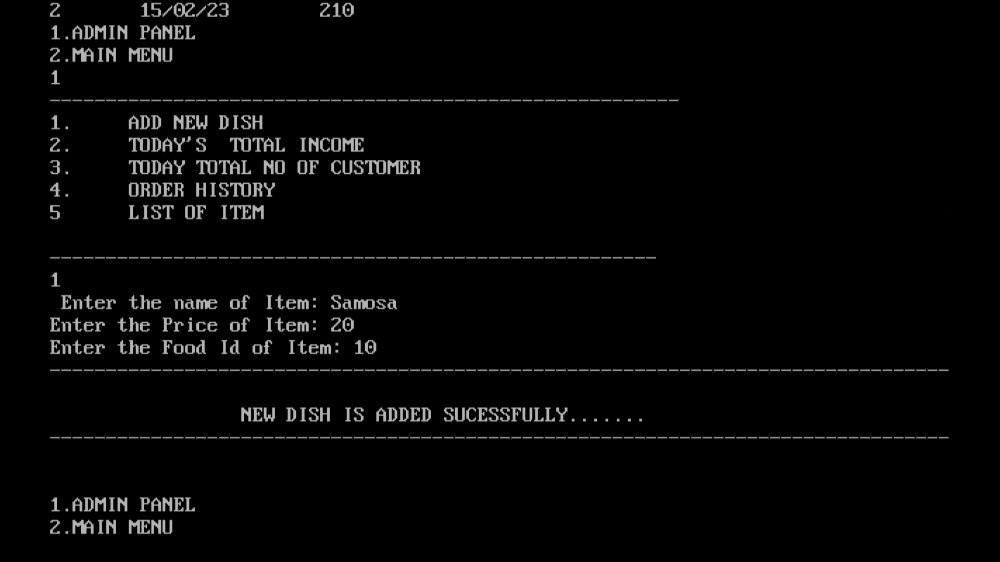 2 15/02/23 210
1.ADMIN PANEL
2.MAIN MENU
1
--------------------------------------------------------
1. ADD NEW DISH
2. TODAY'S  TOTAL INCOME
3. TODAY TOTAL NO OF CUSTOMER
4. ORDER HISTORY
5 LIST OF ITEM
------------------------------------------------------
1
Enter the name of Item: Samosa
Enter the Price of Item: 20
Enter the Food Id of Item: 10
--------------------------------------------------------------------------------
NEW DISH IS ADDED SUCESSFULLY.......
--------------------------------------------------------------------------------
1.ADMIN PANEL
2.MAIN MENU